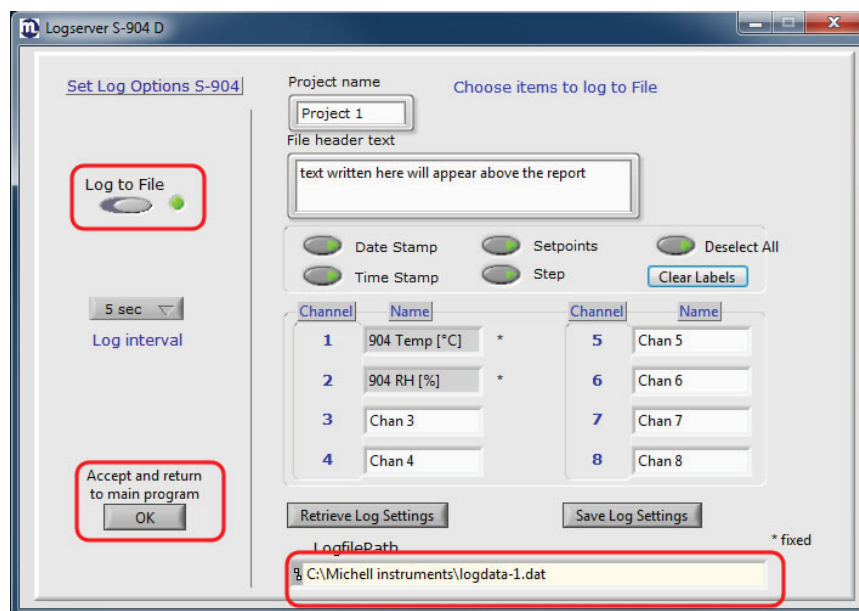 Logserver S-904 D
Set Log Options S-904
Log to File
5 sec
Log interval
Accept and return
to main program
OK
Project name
Choose items to log to File
Project 1
File header text
text written here will appear above the report
Date Stamp Setpoints Deselect All
Time Stamp Step Clear Labels
Channel Name Channel Name
1 904 Temp [°C] * 5 Chan 5
2 904 RH [%] * 6 Chan 6
3 Chan 3 7 Chan 7
4 Chan 4 8 Chan 8
Retrieve Log Settings Save Log Settings
* fixed
LogfilePath
C:\Michell instruments\logdata-1.dat